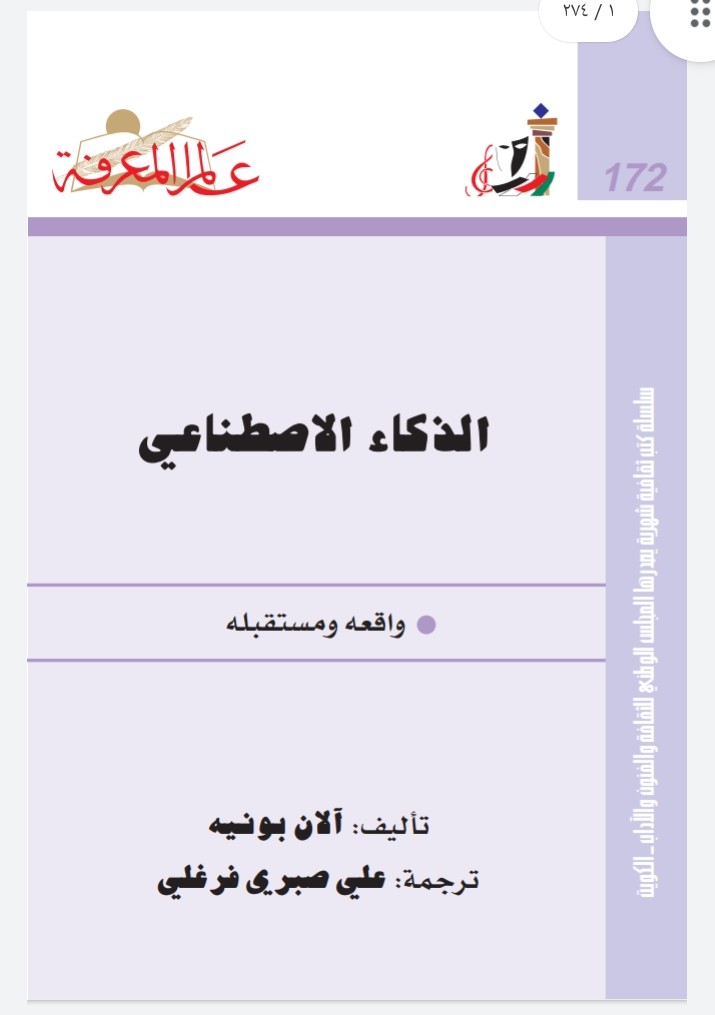 ١ / ٢٧٤
172
عالم المعرفة
الذكاء الاصطناعي
واقعه ومستقبله
تأليف: آلان بونيه
ترجمة: علي صبري فرغلي
سلسلة كتب ثقافية شهرية يصدرها المجلس الوطني للثقافة والفنون والآداب - الكويت